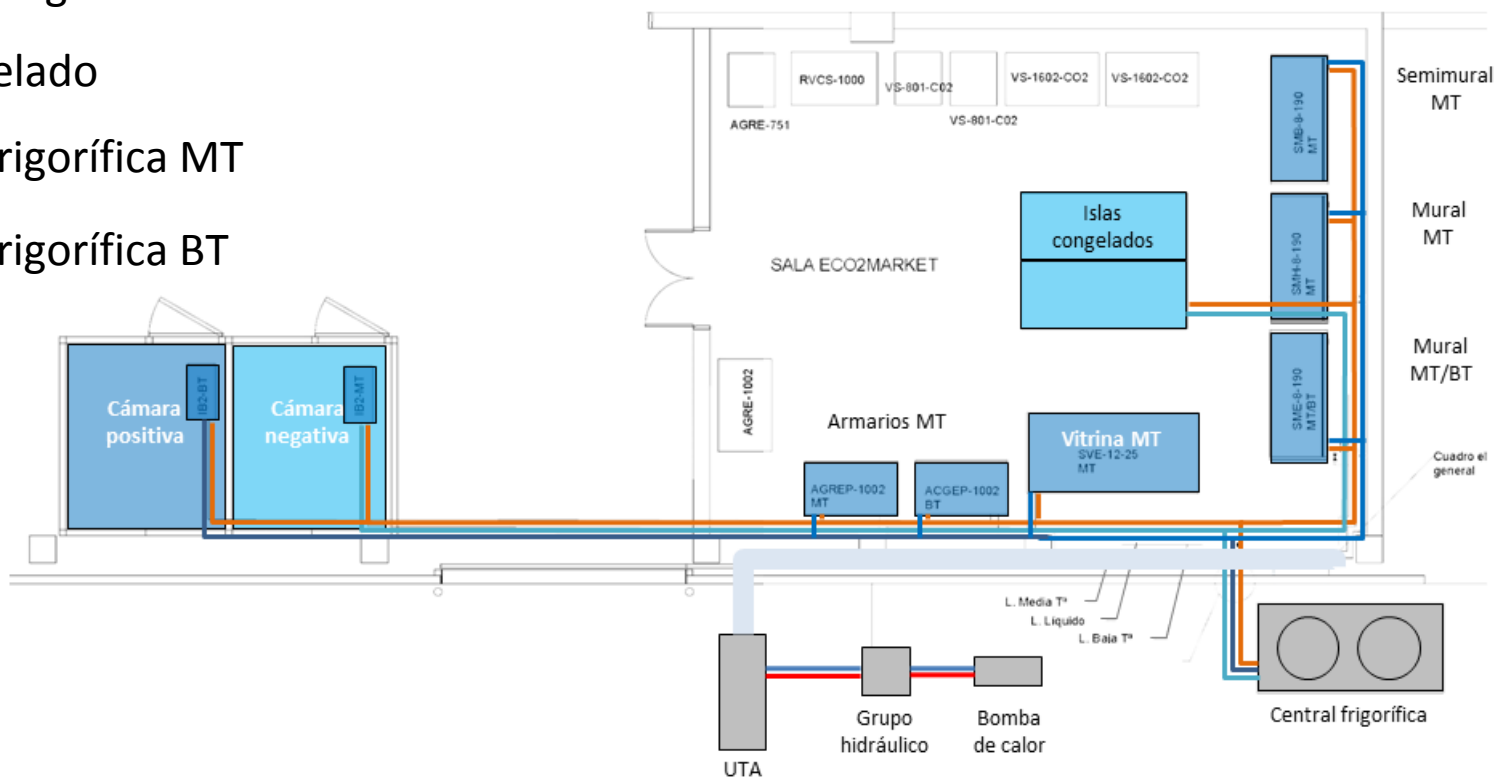 elado
rigorífica MT
rigorífica BT
RVCS-1000
VS-801-C02
VS-1602-CO2
VS-1602-CO2
AGRE-751
VS-801-C02
SMB-8-190
MT
Semimural
MT
Islas
congelados
SMH-8-190
MT
Mural
MT
SALA ECO2MARKET
Cámara
positiva
IB2-BT
Cámara
negativa
IB2-MT
AGRE-1002
Armarios MT
AGREP-1002
MT
ACGEP-1002
BT
Vitrina MT
SVE-12-25
MT
SME-8-190
MT/BT
Mural
MT/BT
Cuadro el
general
L. Media Tª
L. Líquido
L. Baja Tª
UTA
Grupo
hidráulico
Bomba
de calor
Central frigorífica